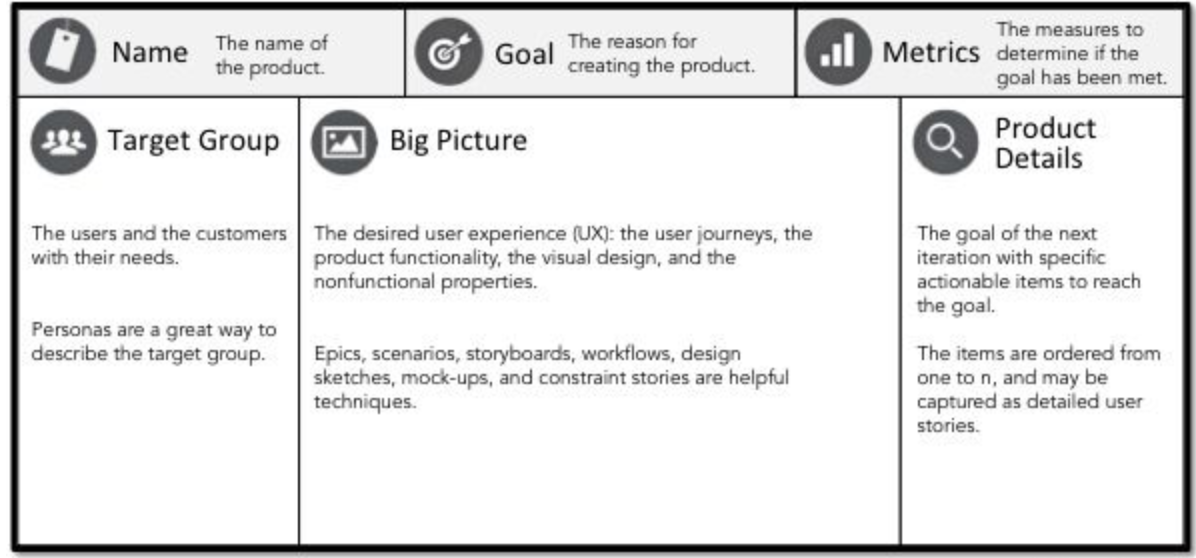 Name
The name of
the product.
Goal
The reason for
creating the product.
Metrics
The measures to
determine if the
goal has been met.
Target Group
The users and the customers
with their needs.
Personas are a great way to
describe the target group.
Big Picture
The desired user experience (UX): the user journeys, the
product functionality, the visual design, and the
nonfunctional properties.
Epics, scenarios, storyboards, workflows, design
sketches, mock-ups, and constraint stories are helpful
techniques.
Product
Details
The goal of the next
iteration with specific
actionable items to reach
the goal.
The items are ordered from
one to n, and may be
captured as detailed user
stories.